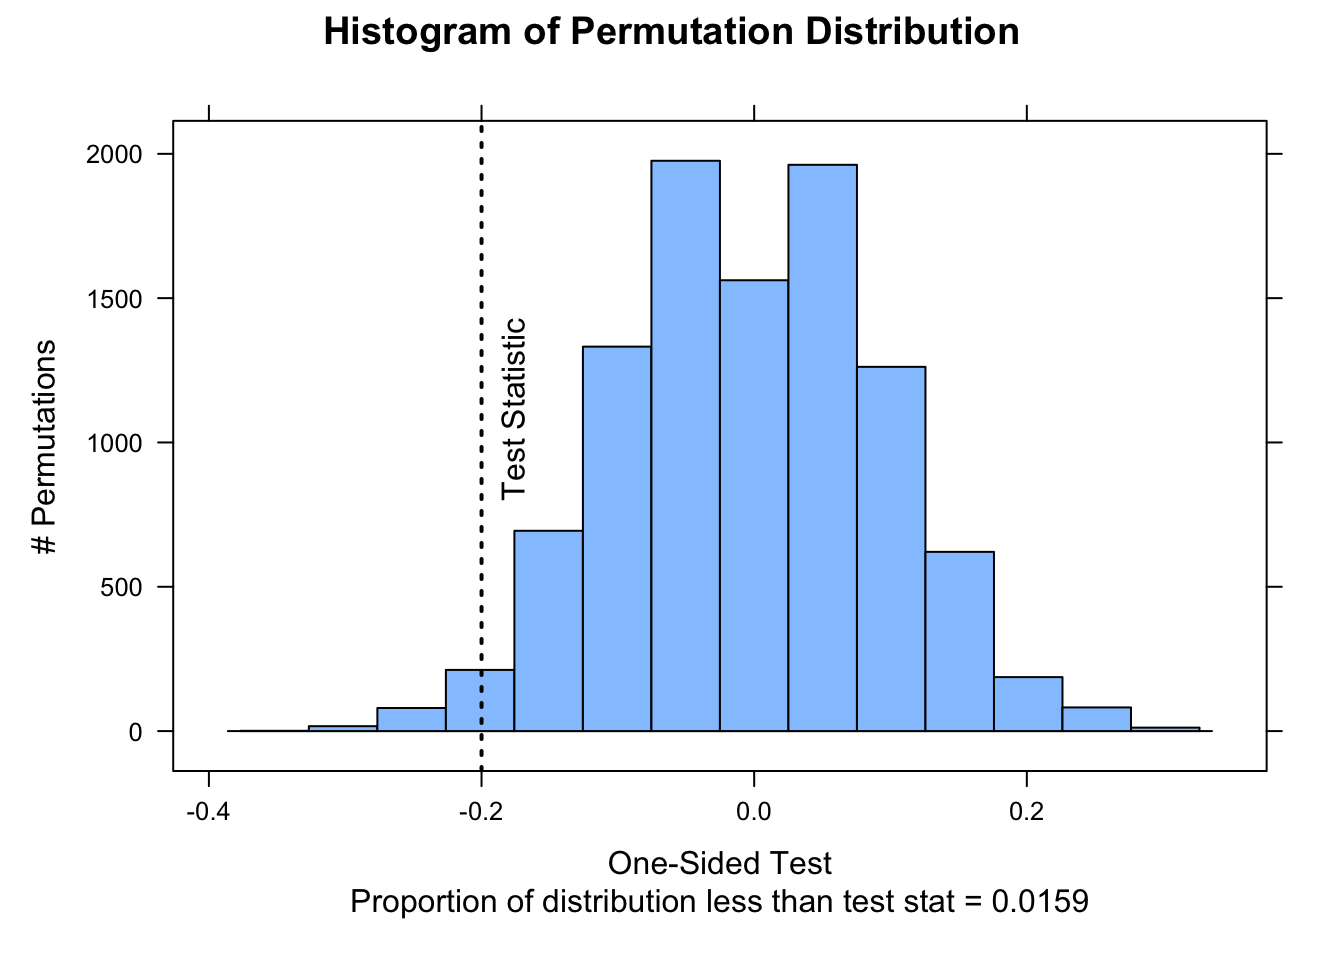 Histogram of Permutation Distribution
2000
1500
1000
500
0
# Permutations
Test Statistic
-0.4
-0.2
0.0
0.2
One-Sided Test
Proportion of distribution less than test stat = 0.0159